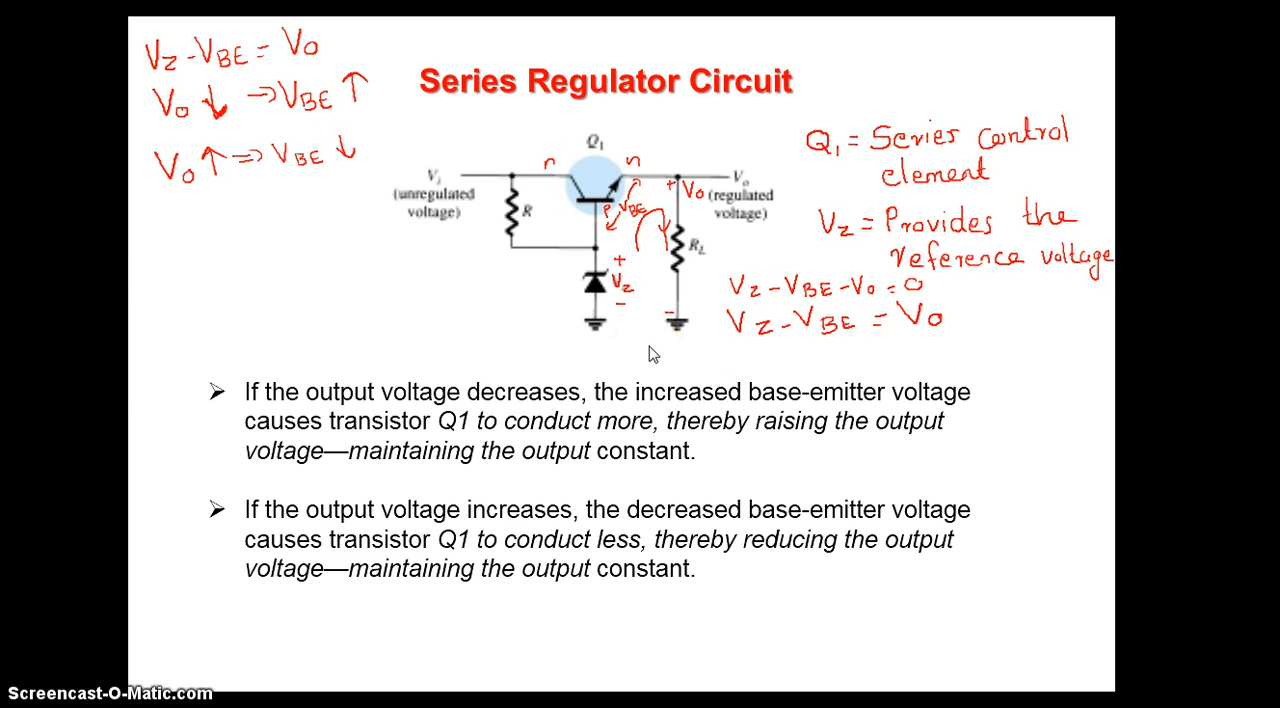 VZ - VBE = VO
VO ↓ ⇒ VBE ↑
VO ↑ ⇒ VBE ↓
Series Regulator Circuit
Q1
n
n
Vi
(unregulated
voltage)
R
P
VBE
+
VO
Vo
(regulated
voltage)
RL
+
VZ
-
-
Q1 = Series control
element
VZ = Provides the
reference voltage
VZ - VBE - VO = 0
VZ - VBE = VO
➢ If the output voltage decreases, the increased base-emitter voltage
causes transistor Q1 to conduct more, thereby raising the output
voltage—maintaining the output constant.
➢ If the output voltage increases, the decreased base-emitter voltage
causes transistor Q1 to conduct less, thereby reducing the output
voltage—maintaining the output constant.
Screencast-O-Matic.com